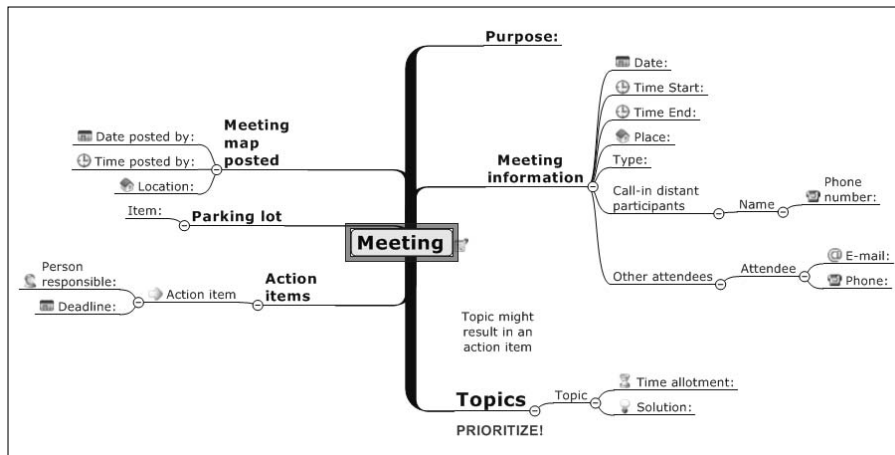 Purpose:
Date:
Time Start:
Time End:
Place:
Type:
Meeting
information
Call-in distant
participants
Name
Phone
number:
Other attendees
Attendee
E-mail:
Phone:
Meeting
map
posted
Date posted by:
Time posted by:
Location:
Parking lot
Item:
Meeting
Action
items
Action item
Person
responsible:
Deadline:
Topic might
result in an
action item
Topics
PRIORITIZE!
Topic
Time allotment:
Solution: